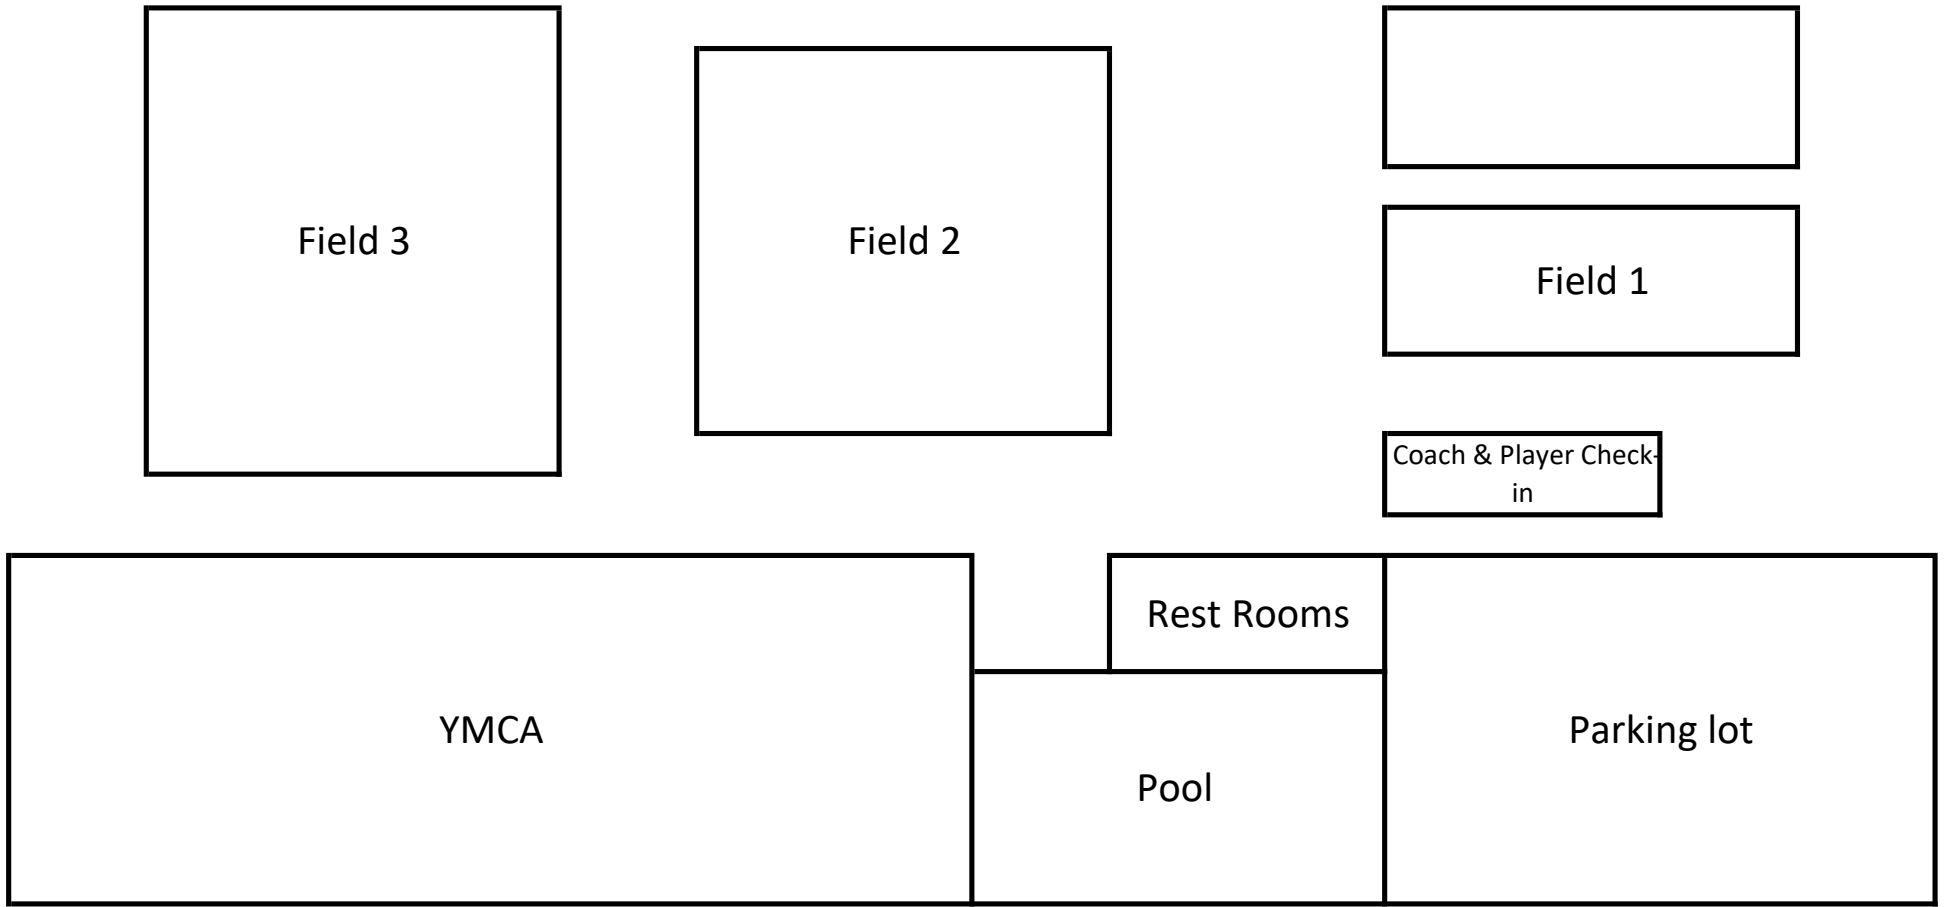 Field 3
Field 2
Field 1
Coach & Player Check-
in
Rest Rooms
YMCA
Parking lot
Pool